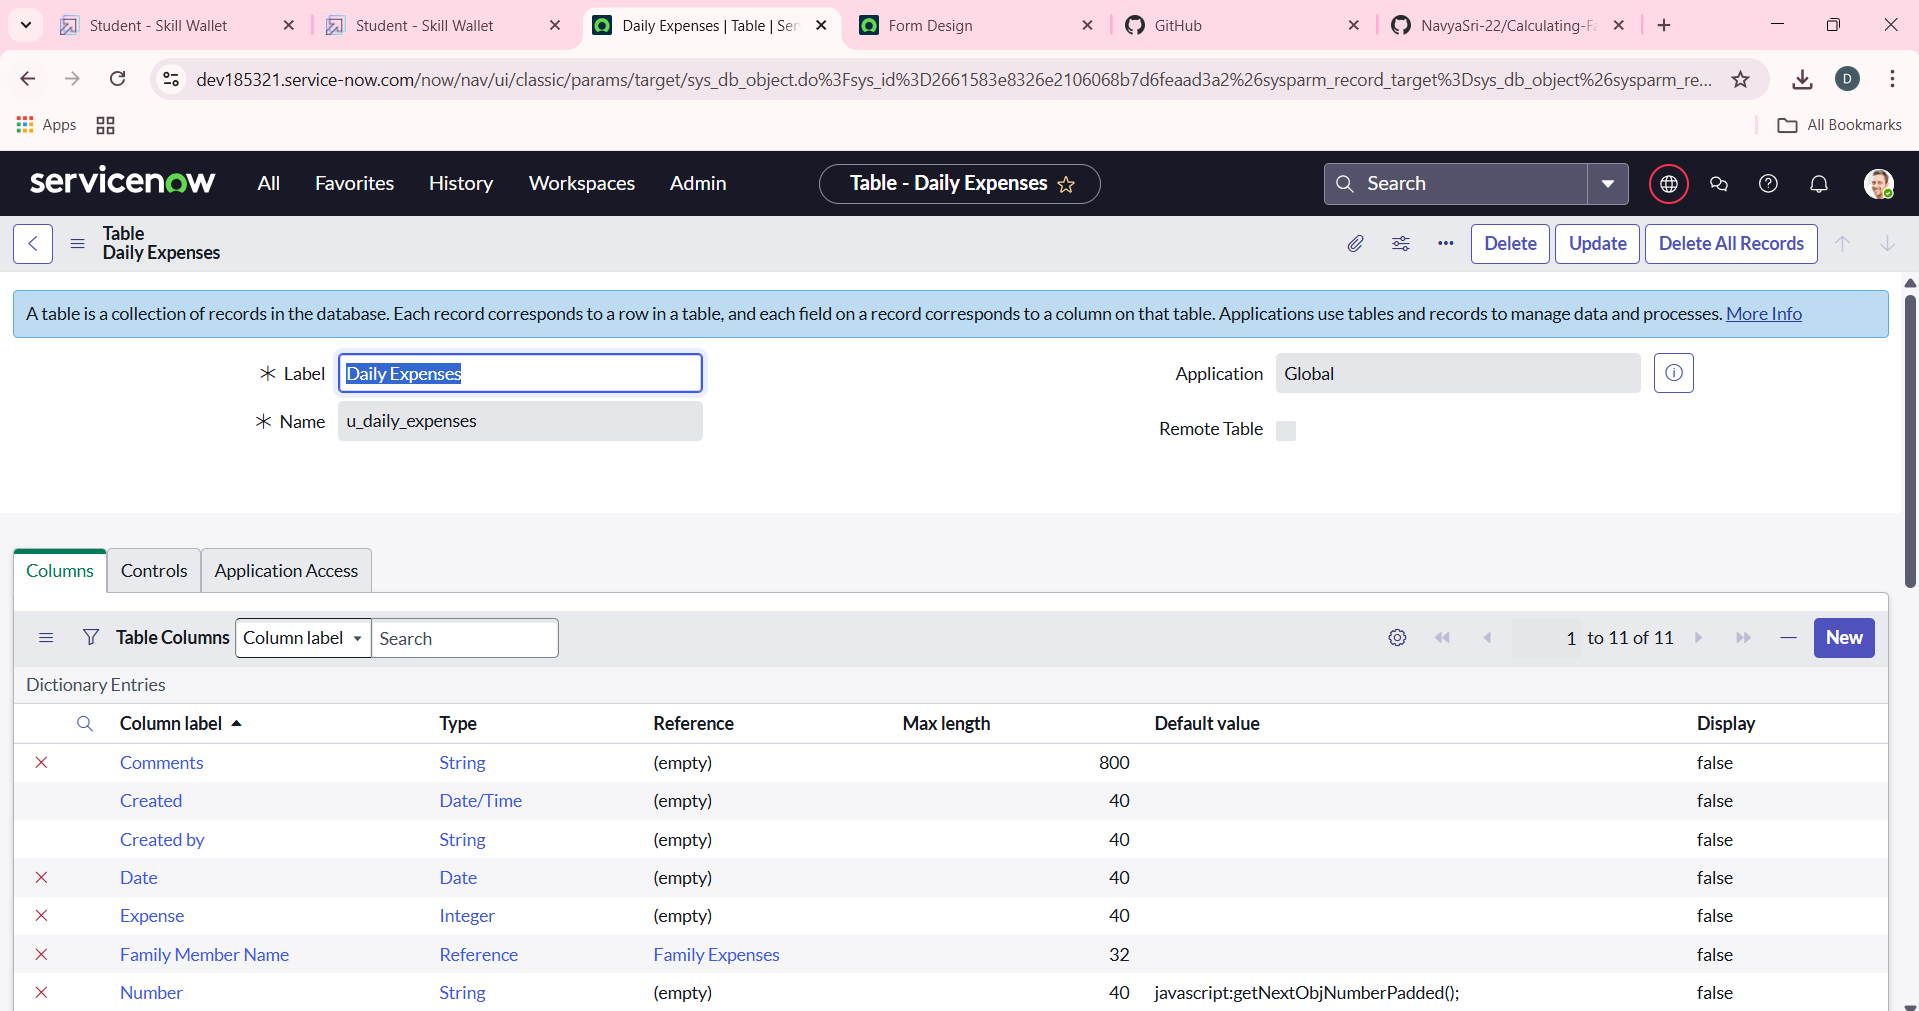 Student - Skill Wallet
Student - Skill Wallet
Daily Expenses | Table | Ser
Form Design
GitHub
NavyaSri-22/Calculating-Fa
dev185321.service-now.com/now/nav/ui/classic/params/target/sys_db_object.do%3Fsys_id%3D2661583e8326e2106068b7d6feaad3a2%26sysparm_record_target%3Dsys_db_object%26sysparm_re...
D
Apps
All Bookmarks
servicenow
All
Favorites
History
Workspaces
Admin
Table - Daily Expenses
Search
Table
Daily Expenses
Delete
Update
Delete All Records
A table is a collection of records in the database. Each record corresponds to a row in a table, and each field on a record corresponds to a column on that table. Applications use tables and records to manage data and processes. More Info
Label Daily Expenses
Application Global
Name u_daily_expenses
Remote Table
Columns
Controls
Application Access
Table Columns Column label Search
1 to 11 of 11
New
Dictionary Entries
Column label Type Reference Max length Default value Display
Comments String (empty) 800 false
Created Date/Time (empty) 40 false
Created by String (empty) 40 false
Date Date (empty) 40 false
Expense Integer (empty) 40 false
Family Member Name Reference Family Expenses 32 false
Number String (empty) 40 javascript:getNextObjNumberPadded(); false